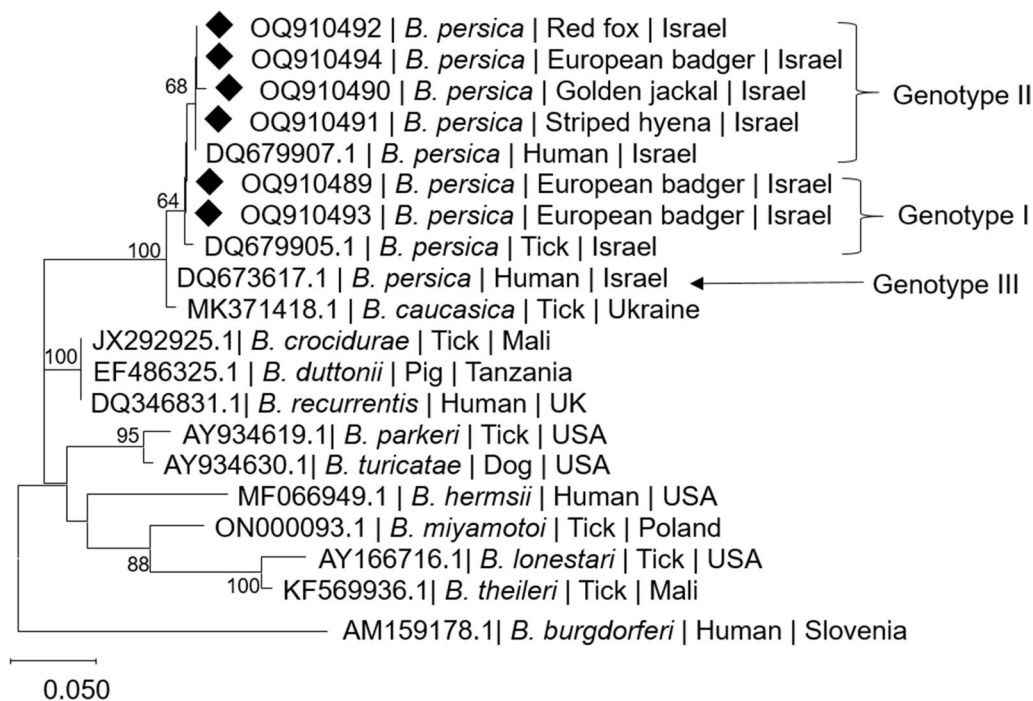 OQ910492 | B. persica | Red fox | Israel
OQ910494 | B. persica | European badger | Israel
68
OQ910490 | B. persica | Golden jackal | Israel
Genotype II
OQ910491 | B. persica | Striped hyena | Israel
DQ679907.1 | B. persica | Human | Israel
OQ910489 | B. persica | European badger | Israel
64
OQ910493 | B. persica | European badger | Israel
Genotype I
DQ679905.1 | B. persica | Tick | Israel
100
DQ673617.1 | B. persica | Human | Israel
Genotype III
MK371418.1 | B. caucasica | Tick | Ukraine
JX292925.1| B. crocidurae | Tick | Mali
100
EF486325.1 | B. duttonii | Pig | Tanzania
DQ346831.1| B. recurrentis | Human | UK
95
AY934619.1| B. parkeri | Tick | USA
AY934630.1| B. turicatae | Dog | USA
MF066949.1 | B. hermsii | Human | USA
ON000093.1 | B. miyamotoi | Tick | Poland
88
AY166716.1| B. lonestari | Tick | USA
100
KF569936.1| B. theileri | Tick | Mali
AM159178.1| B. burgdorferi | Human | Slovenia
0.050